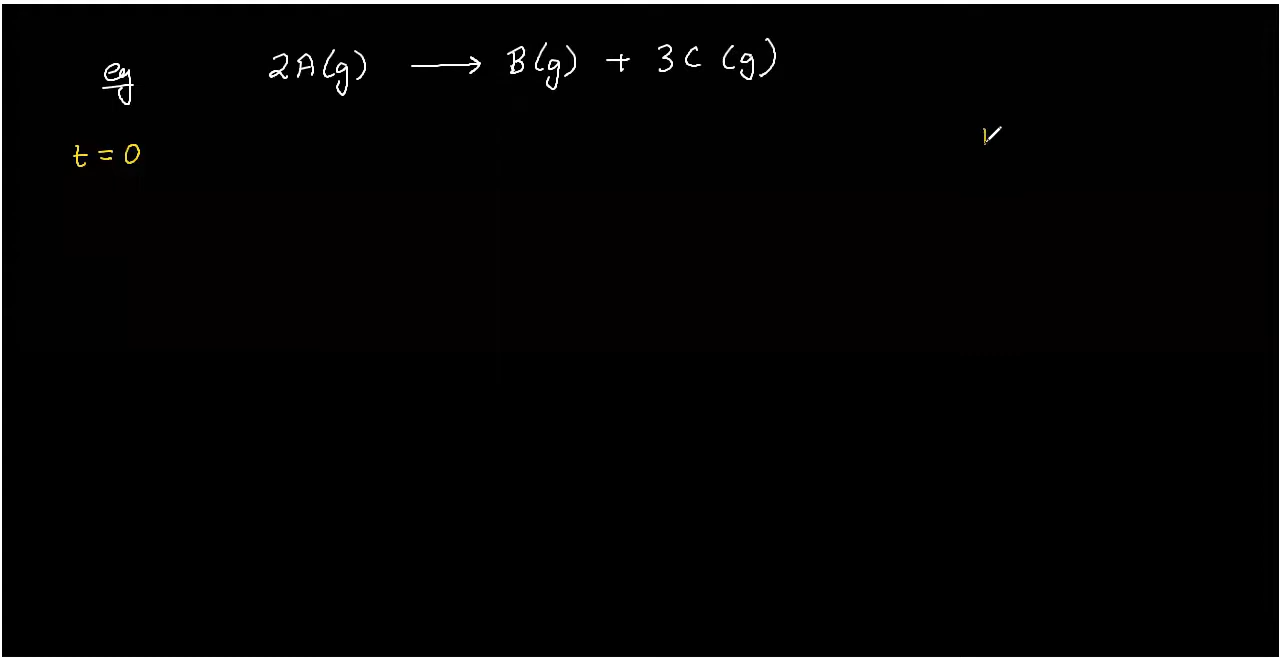 eg 2A(g) ⟶ B(g) + 3C (g)
t = 0